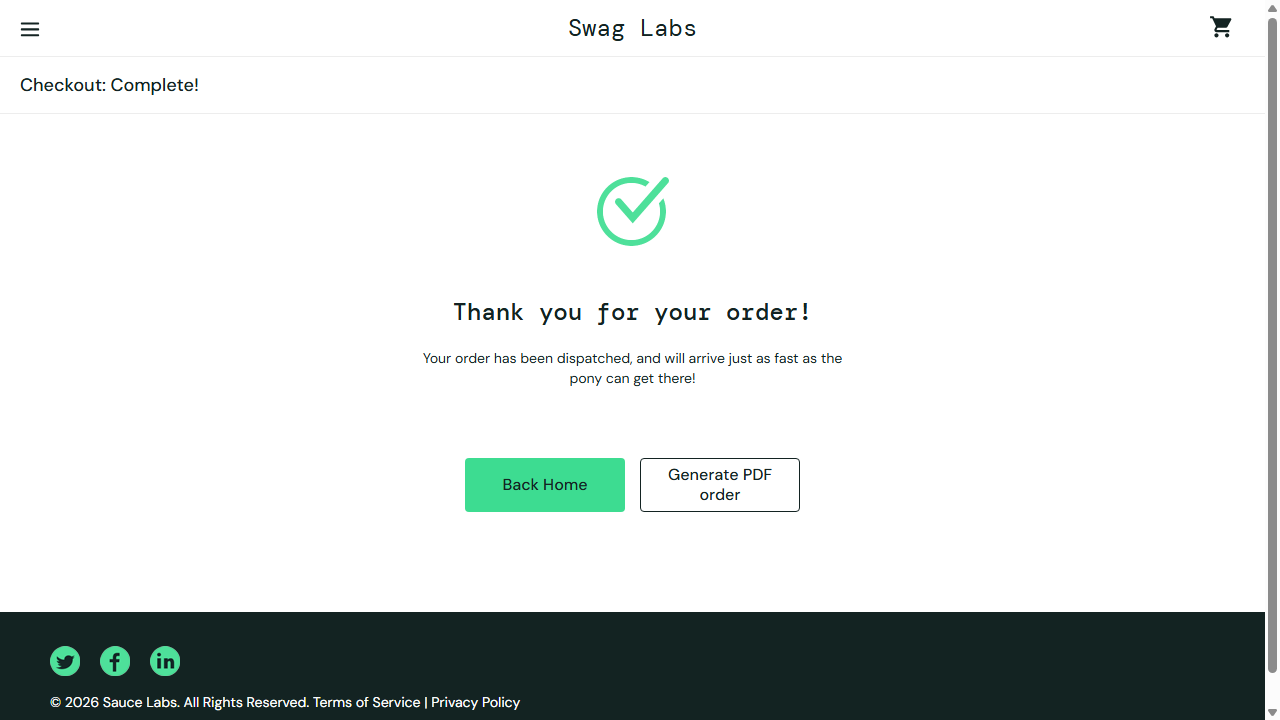 Swag Labs
Checkout: Complete!
Thank you for your order!
Your order has been dispatched, and will arrive just as fast as the
pony can get there!
Back Home
Generate PDF
order
© 2026 Sauce Labs. All Rights Reserved. Terms of Service | Privacy Policy